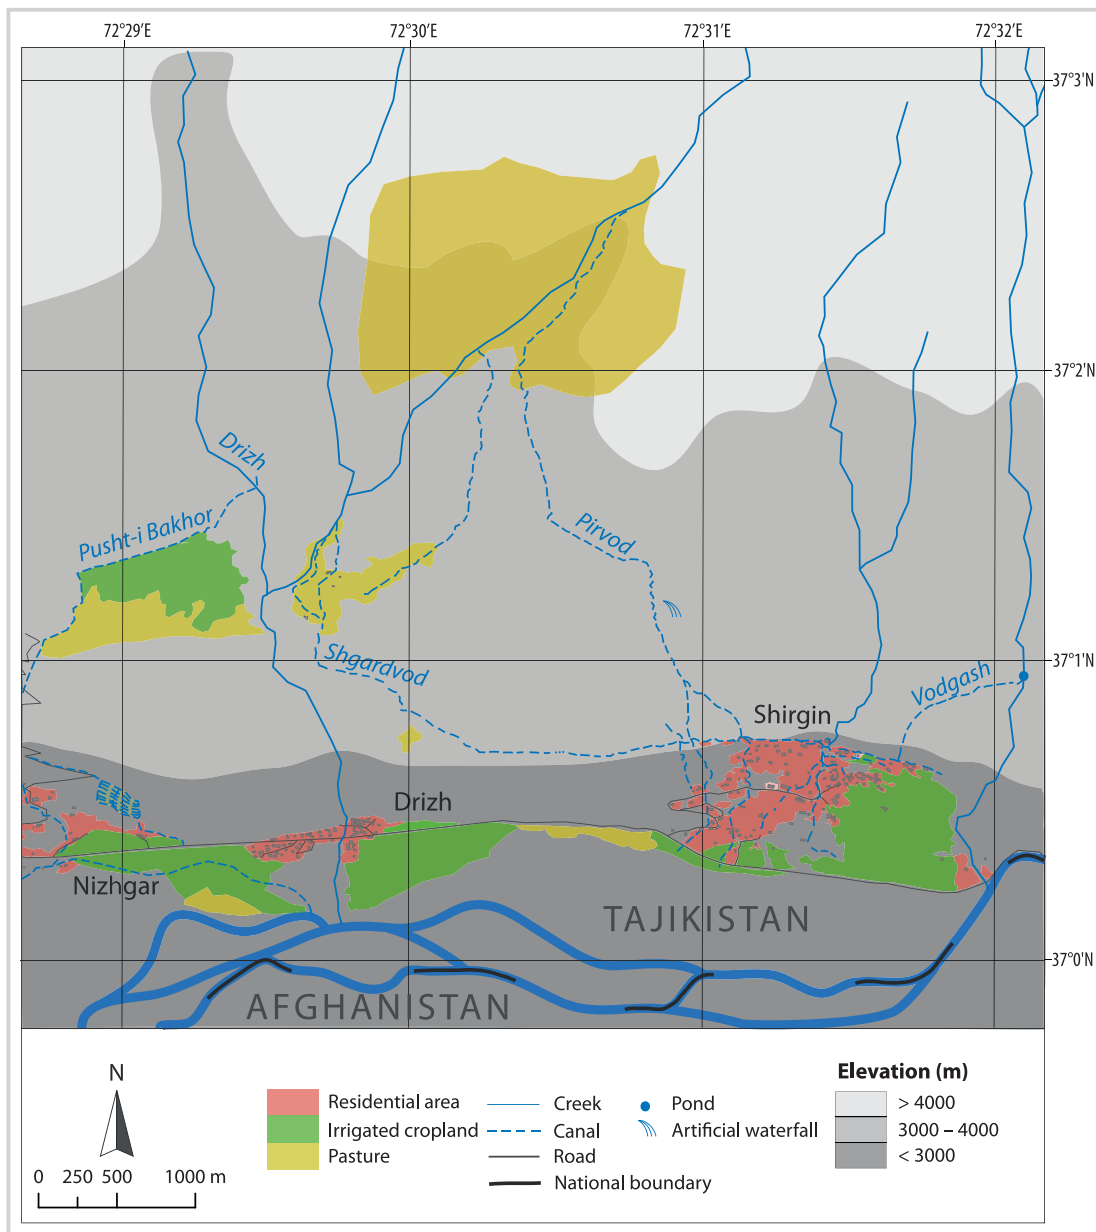 72°29′E
72°30′E
72°31′E
72°32′E
37°3′N
37°2′N
Drizh
Pusht-i Bakhor
Pirvod
37°1′N
Shgardvod
Vodgash
Shirgin
Drizh
Nizhgar
TAJIKISTAN
37°0′N
AFGHANISTAN
N
0 250 500 1000 m
Residential area
Irrigated cropland
Pasture
Creek
Canal
Road
National boundary
Pond
Artificial waterfall
Elevation (m)
> 4000
3000 – 4000
< 3000